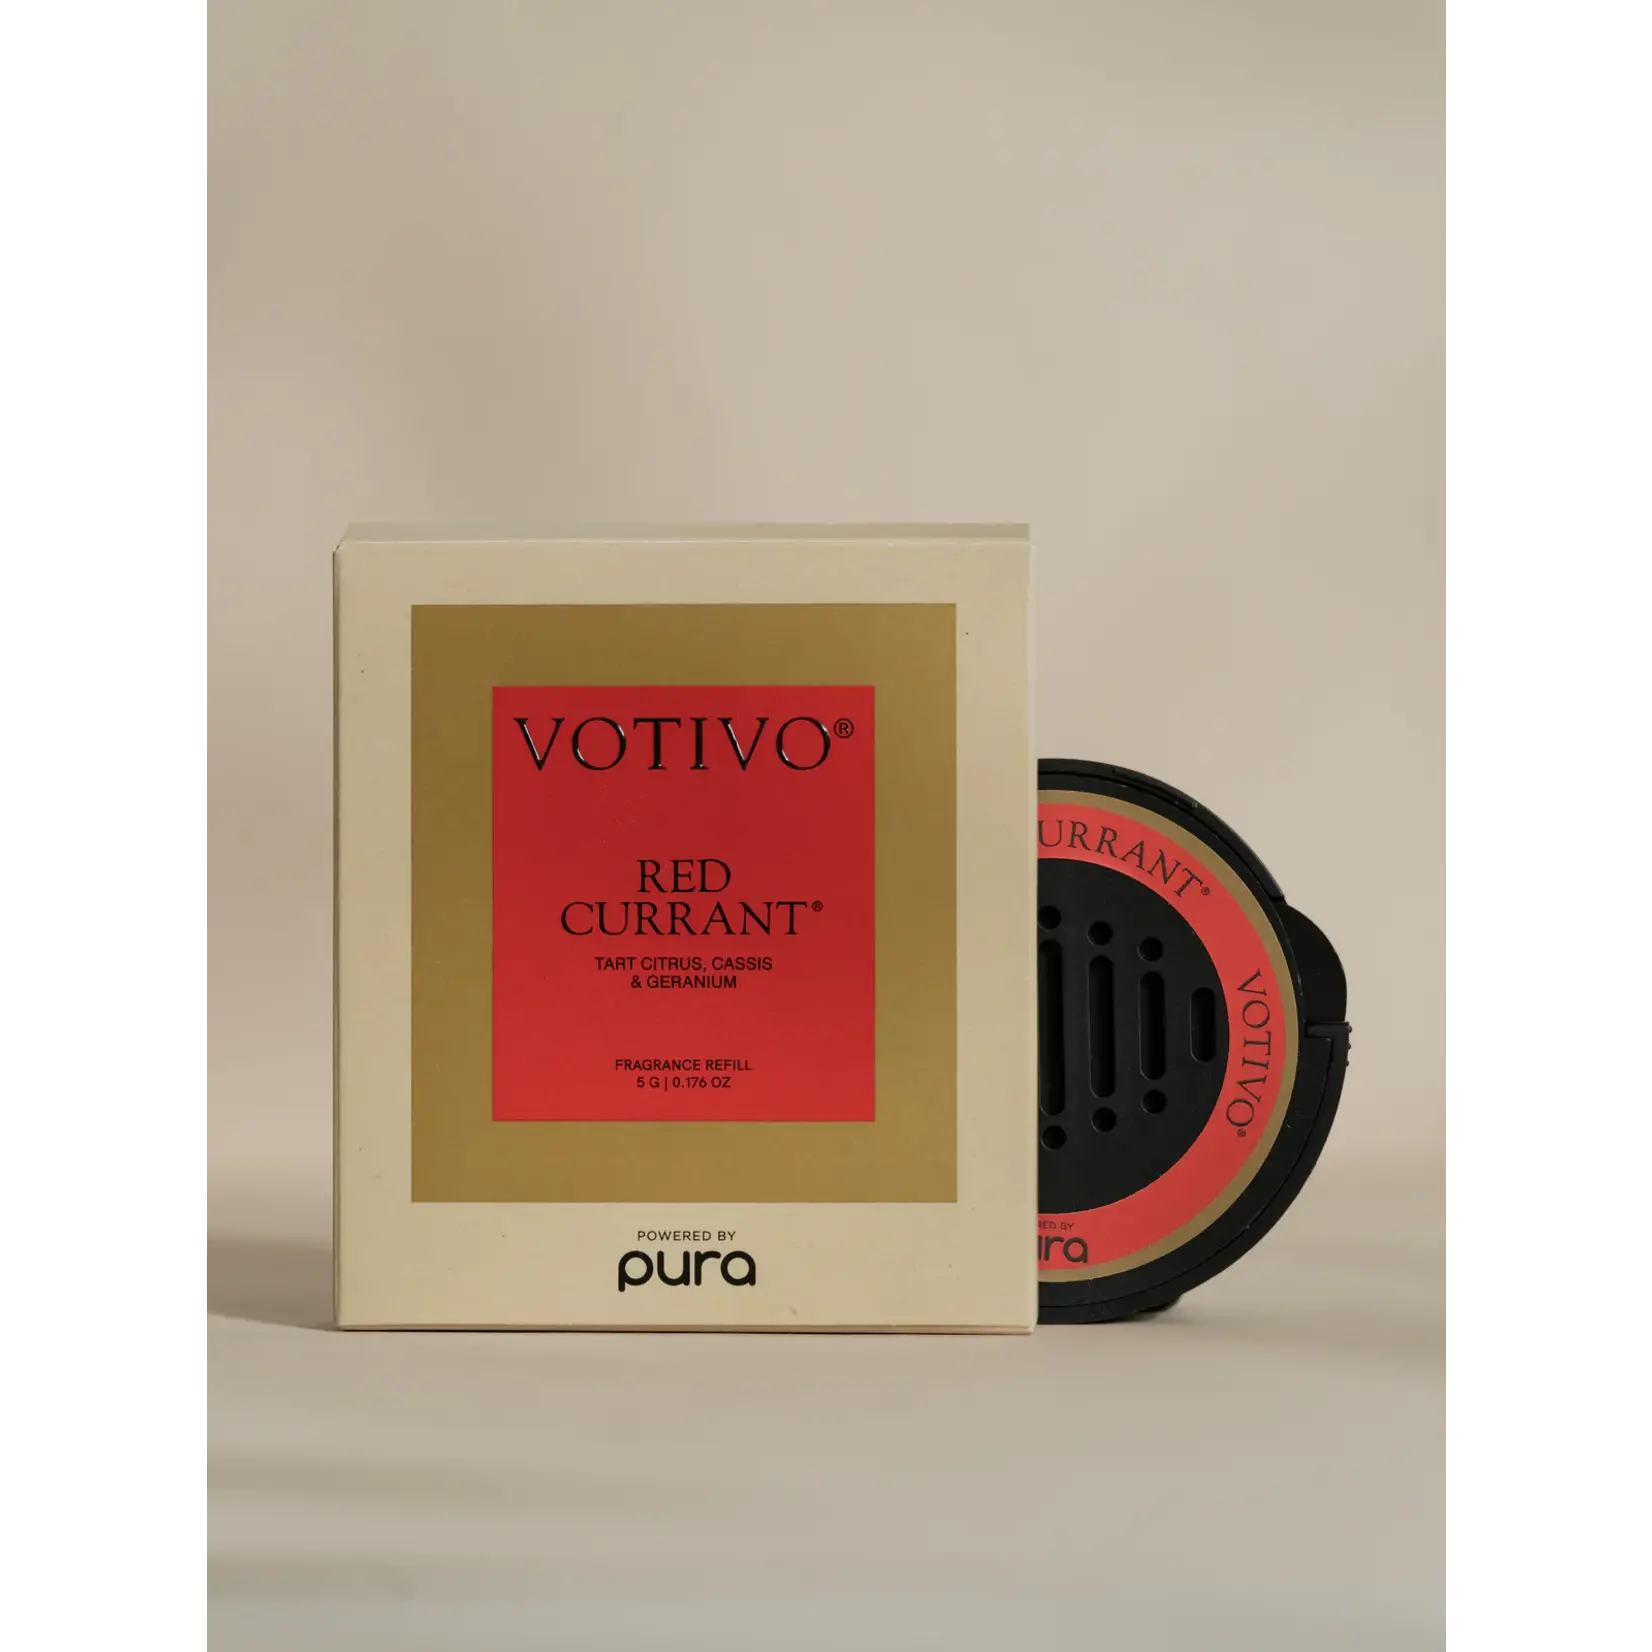 VOTIVO®
RED
CURRANT®
TART CITRUS, CASSIS
& GERANIUM
FRAGRANCE REFILL
5 G | 0.176 OZ
POWERED BY
pura
URRANT®
VOTIVO®
RED BY
ura